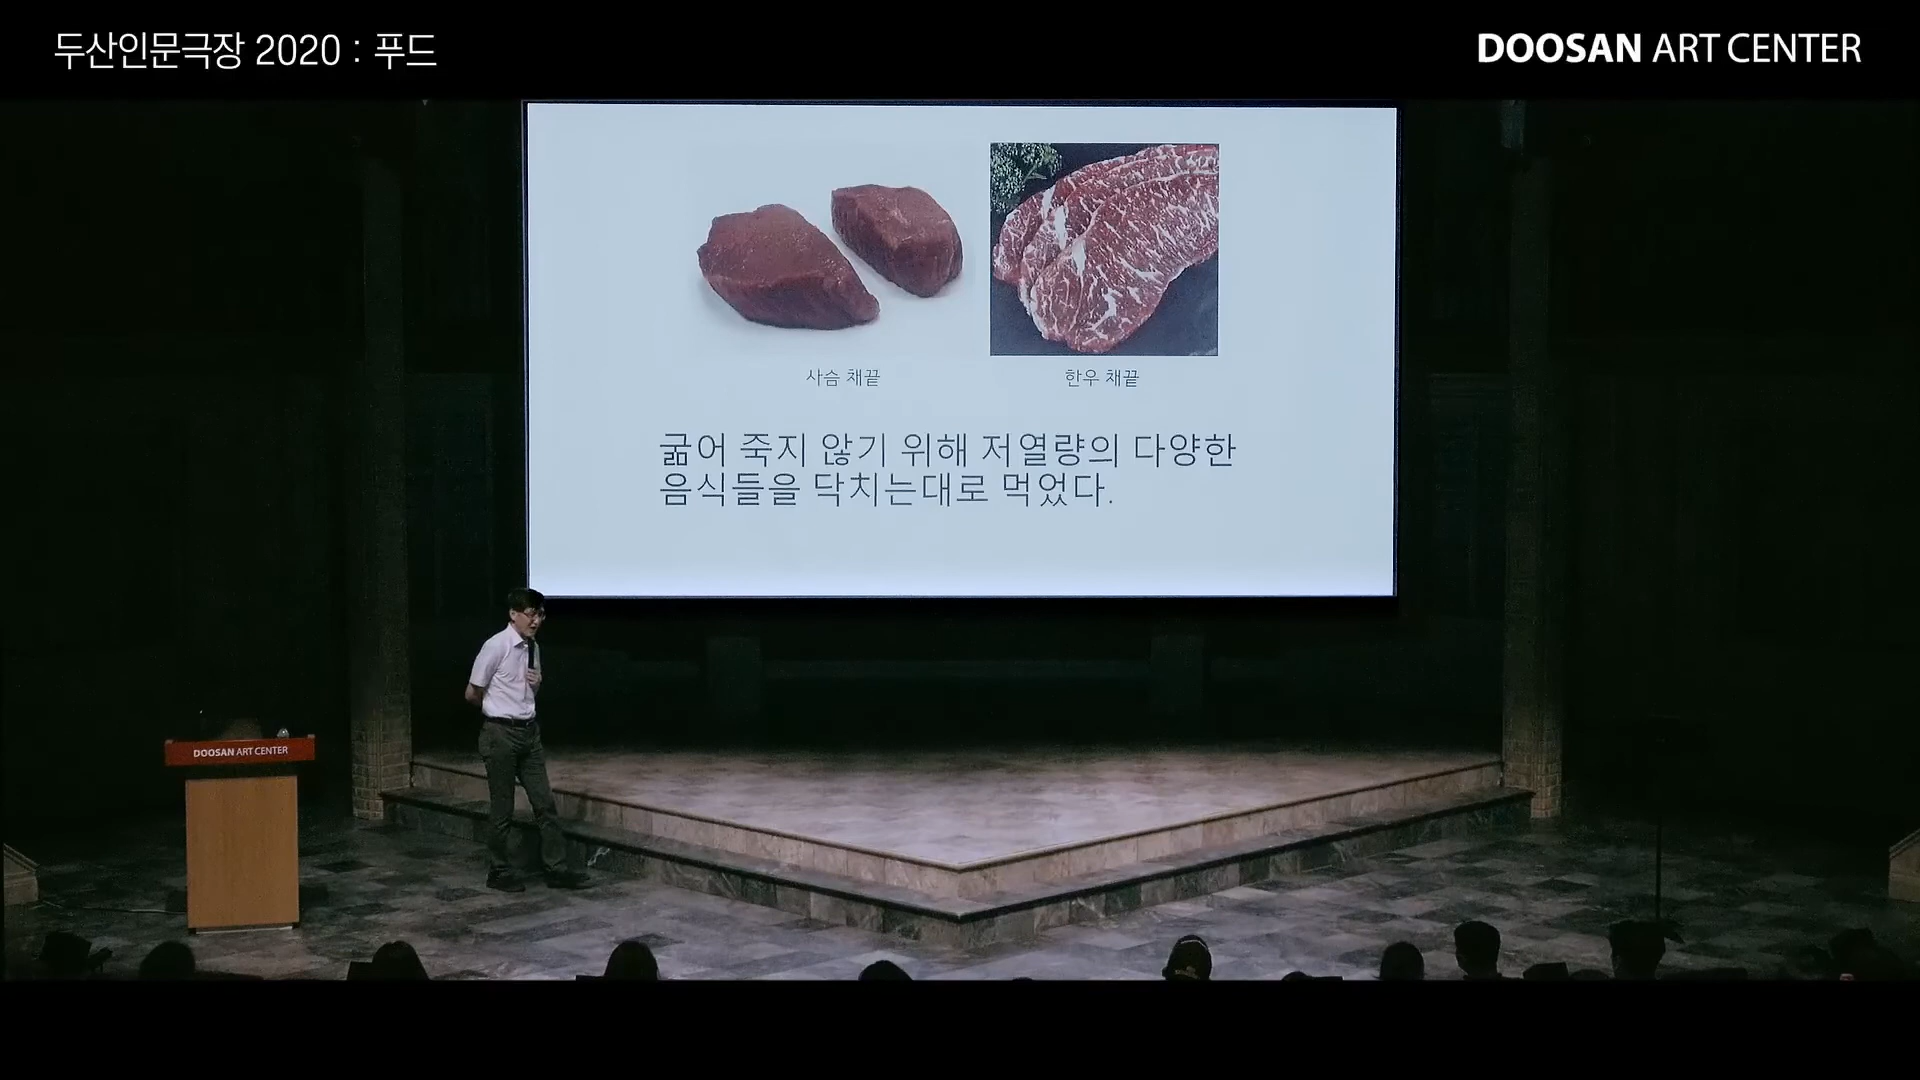 두산인문극장 2020 : 푸드
DOOSAN ART CENTER
사슴 채끝
한우 채끝
굶어 죽지 않기 위해 저열량의 다양한
음식들을 닥치는대로 먹었다.
DOOSAN ART CENTER